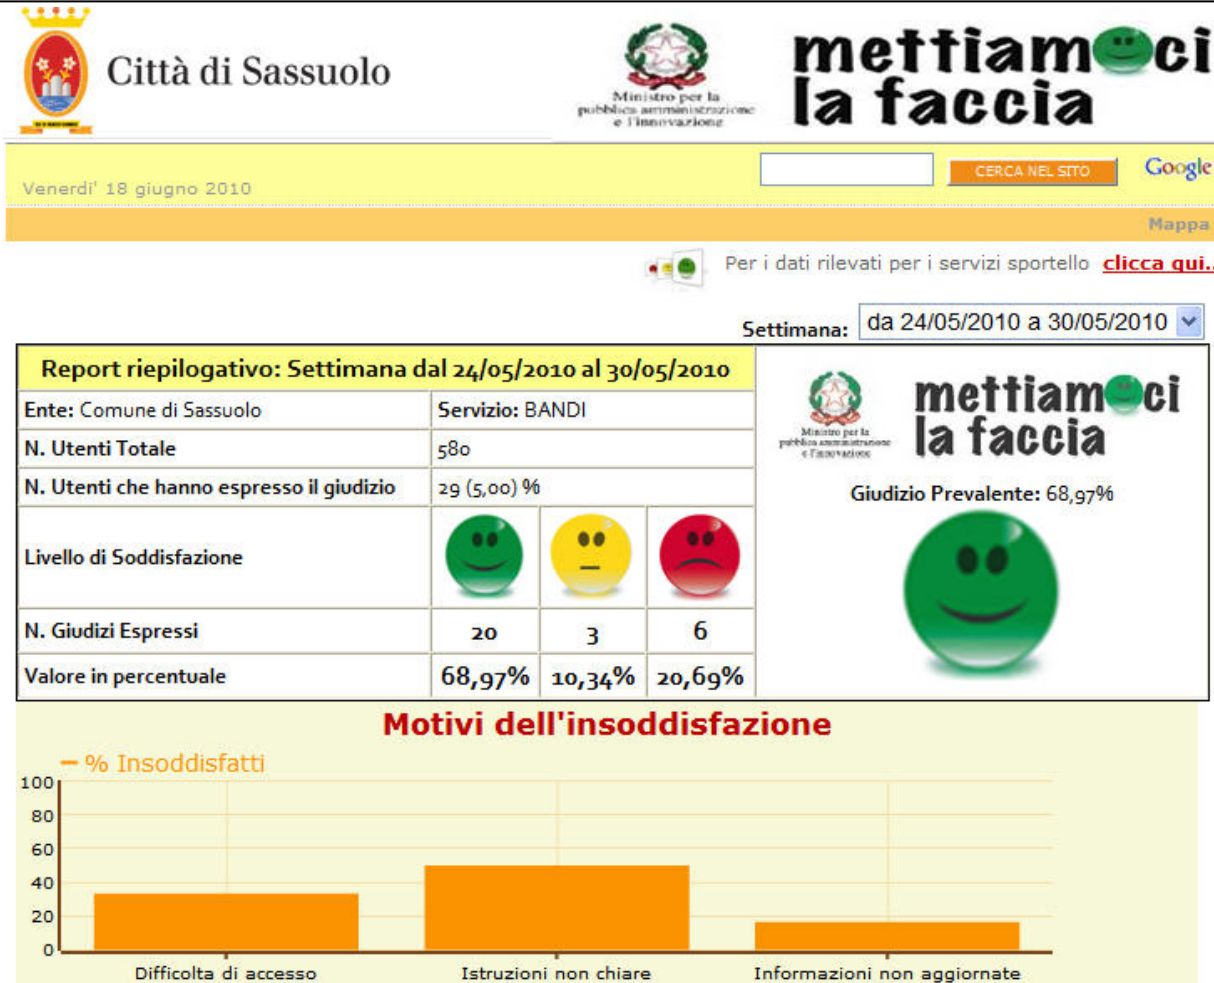 Città di Sassuolo
Ministro per la
pubblica amministrazione
e l'innovazione
mettiamoci
la faccia
CERCA NEL SITO
Google
Venerdi' 18 giugno 2010
Mappa
Per i dati rilevati per i servizi sportello clicca qui..
Settimana: da 24/05/2010 a 30/05/2010
Report riepilogativo: Settimana dal 24/05/2010 al 30/05/2010
Ente: Comune di Sassuolo Servizio: BANDI
N. Utenti Totale 580
N. Utenti che hanno espresso il giudizio 29 (5,00) %
Livello di Soddisfazione
N. Giudizi Espressi 20 3 6
Valore in percentuale 68,97% 10,34% 20,69%
Ministro per la
pubblica amministrazione
e l'innovazione
mettiamoci
la faccia
Giudizio Prevalente: 68,97%
Motivi dell'insoddisfazione
% Insoddisfatti
100
80
60
40
20
0
Difficolta di accesso Istruzioni non chiare Informazioni non aggiornate